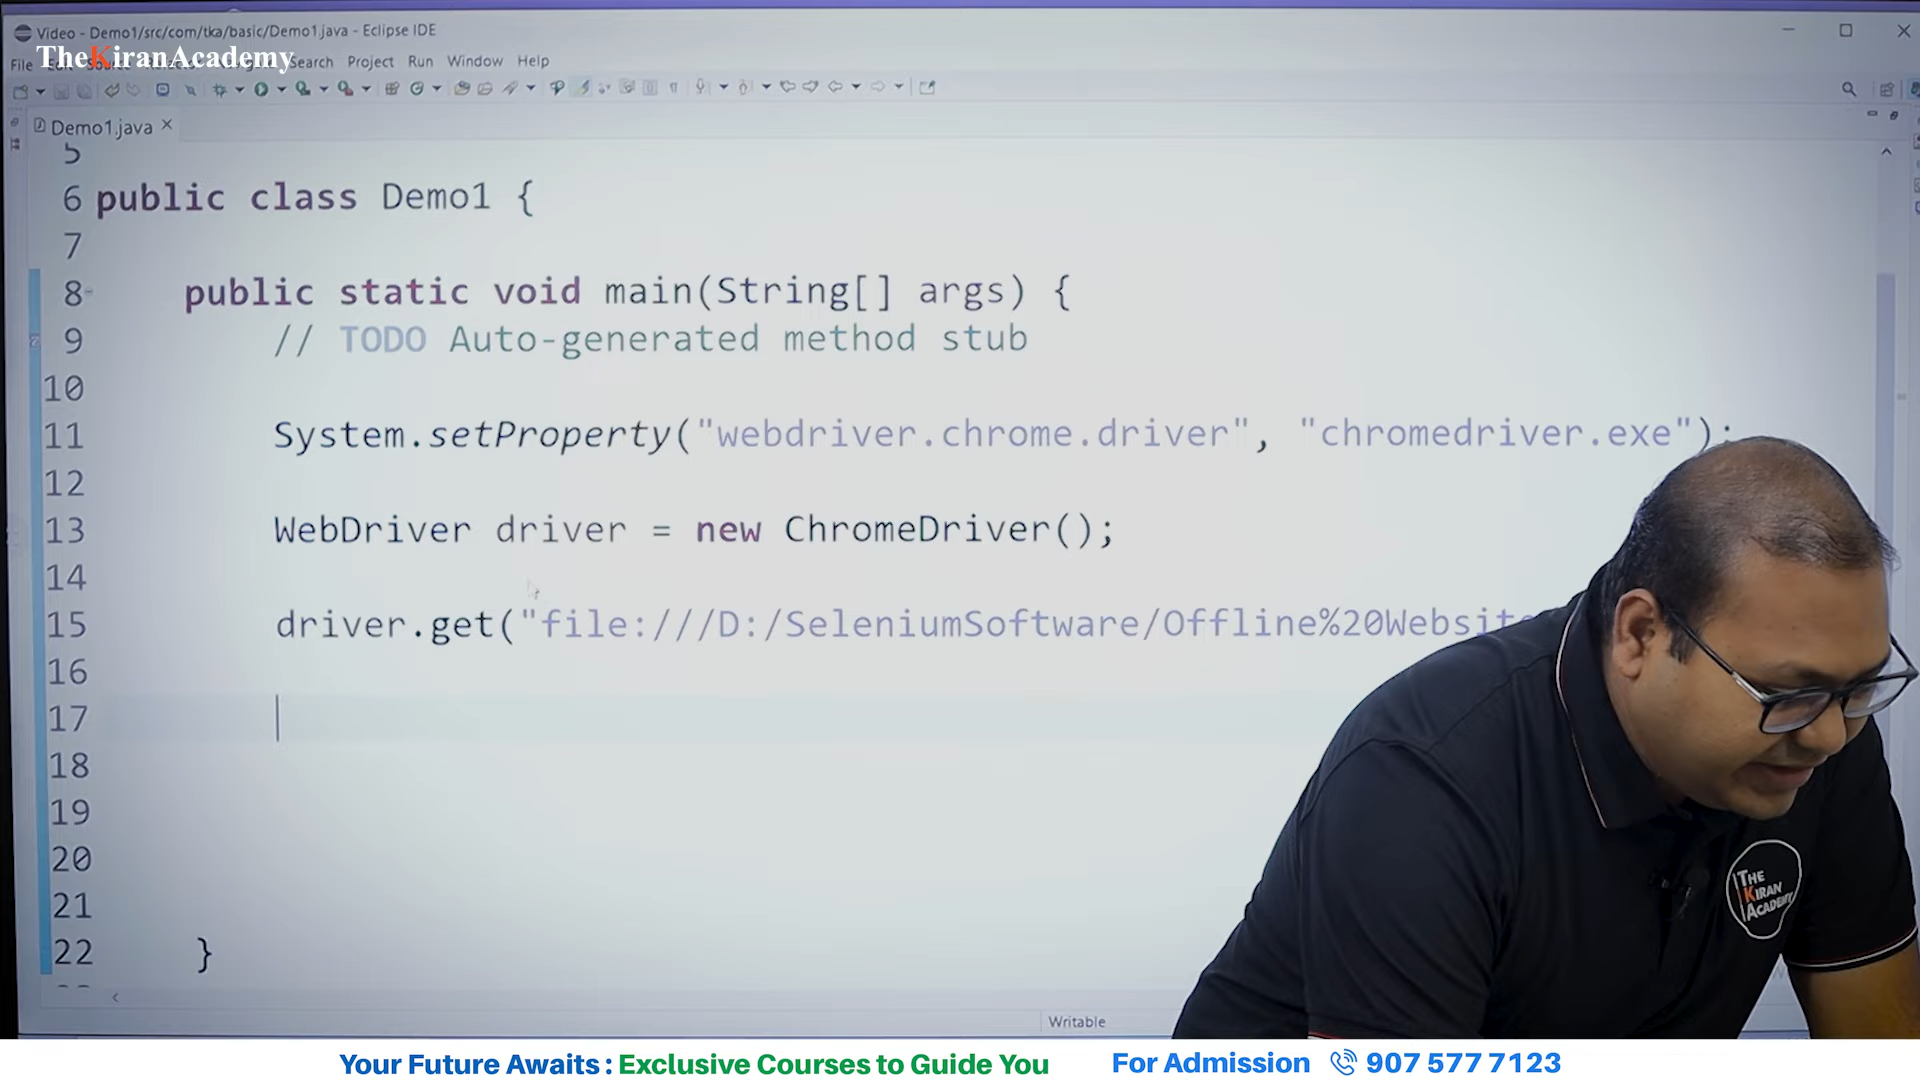 Video - Demo1/src/com/tka/basic/Demo1.java - Eclipse IDE
TheKiranAcademy
File Search Project Run Window Help
Demo1.java
5
6 public class Demo1 {
7
8 public static void main(String[] args) {
9 // TODO Auto-generated method stub
10
11 System.setProperty("webdriver.chrome.driver", "chromedriver.exe");
12
13 WebDriver driver = new ChromeDriver();
14
15 driver.get("file:///D:/SeleniumSoftware/Offline%20Website
16
17
18
19
20
21
22 }
Writable
THE
KIRAN
ACADEMY
Your Future Awaits : Exclusive Courses to Guide You For Admission 907 577 7123